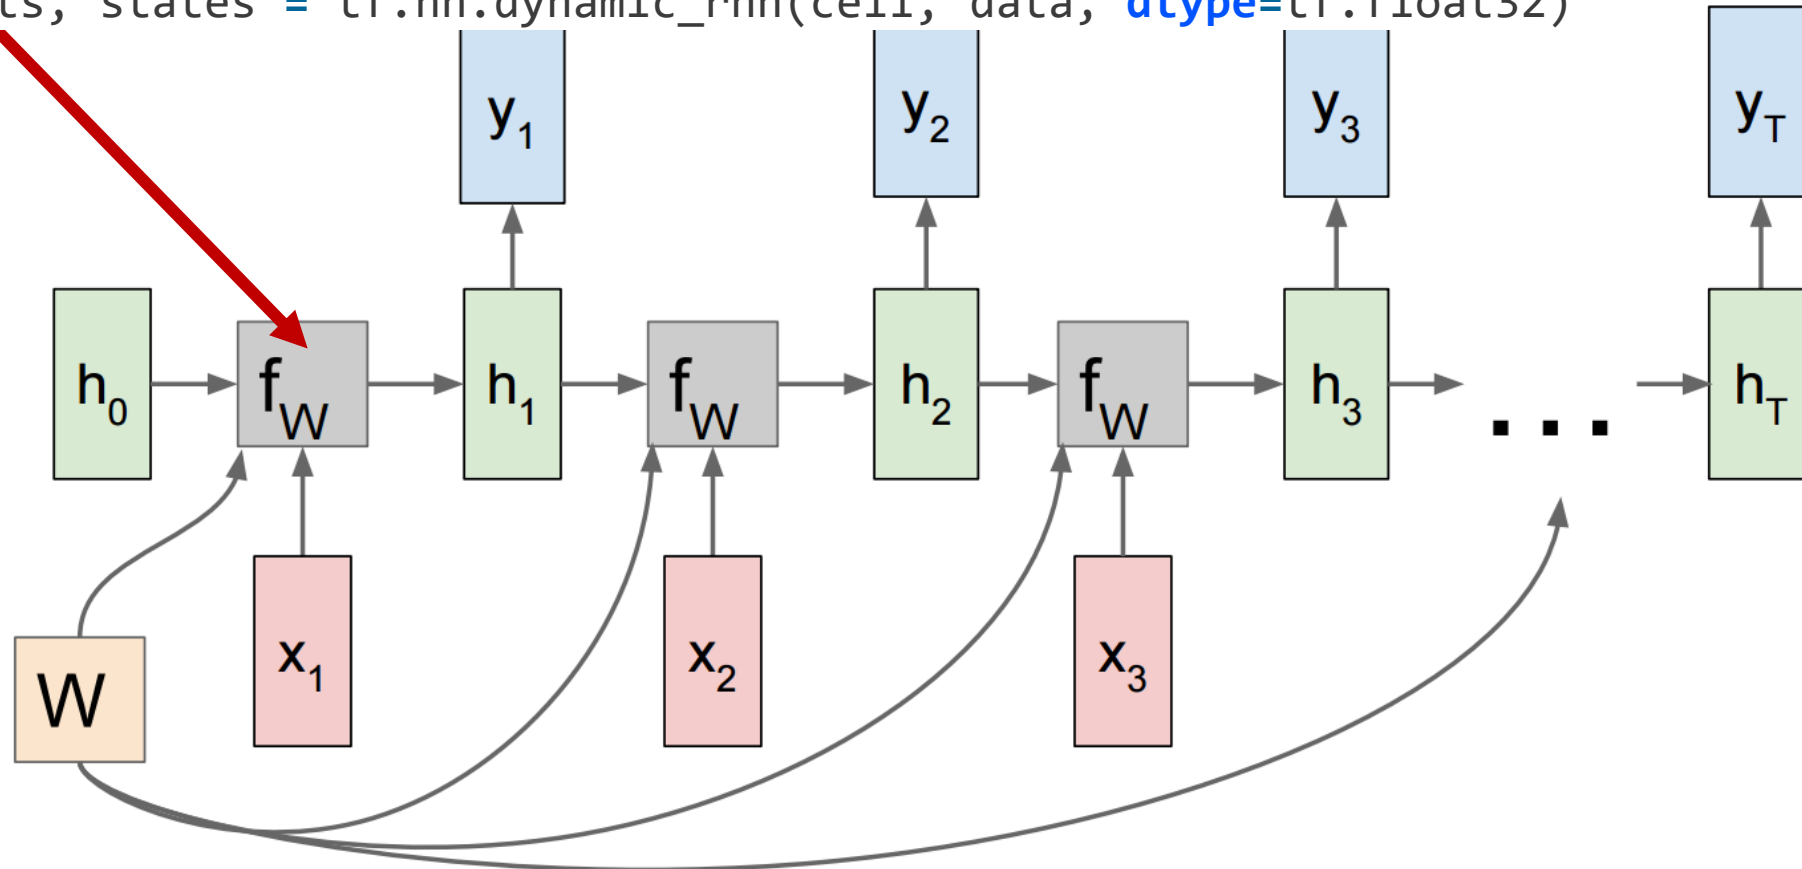 ts, states = tf.nn.dynamic_rnn(cell, data, dtype=tf.float32)
y1 y2 y3 yT
h0 fW h1 fW h2 fW h3 ... hT
x1 x2 x3
W